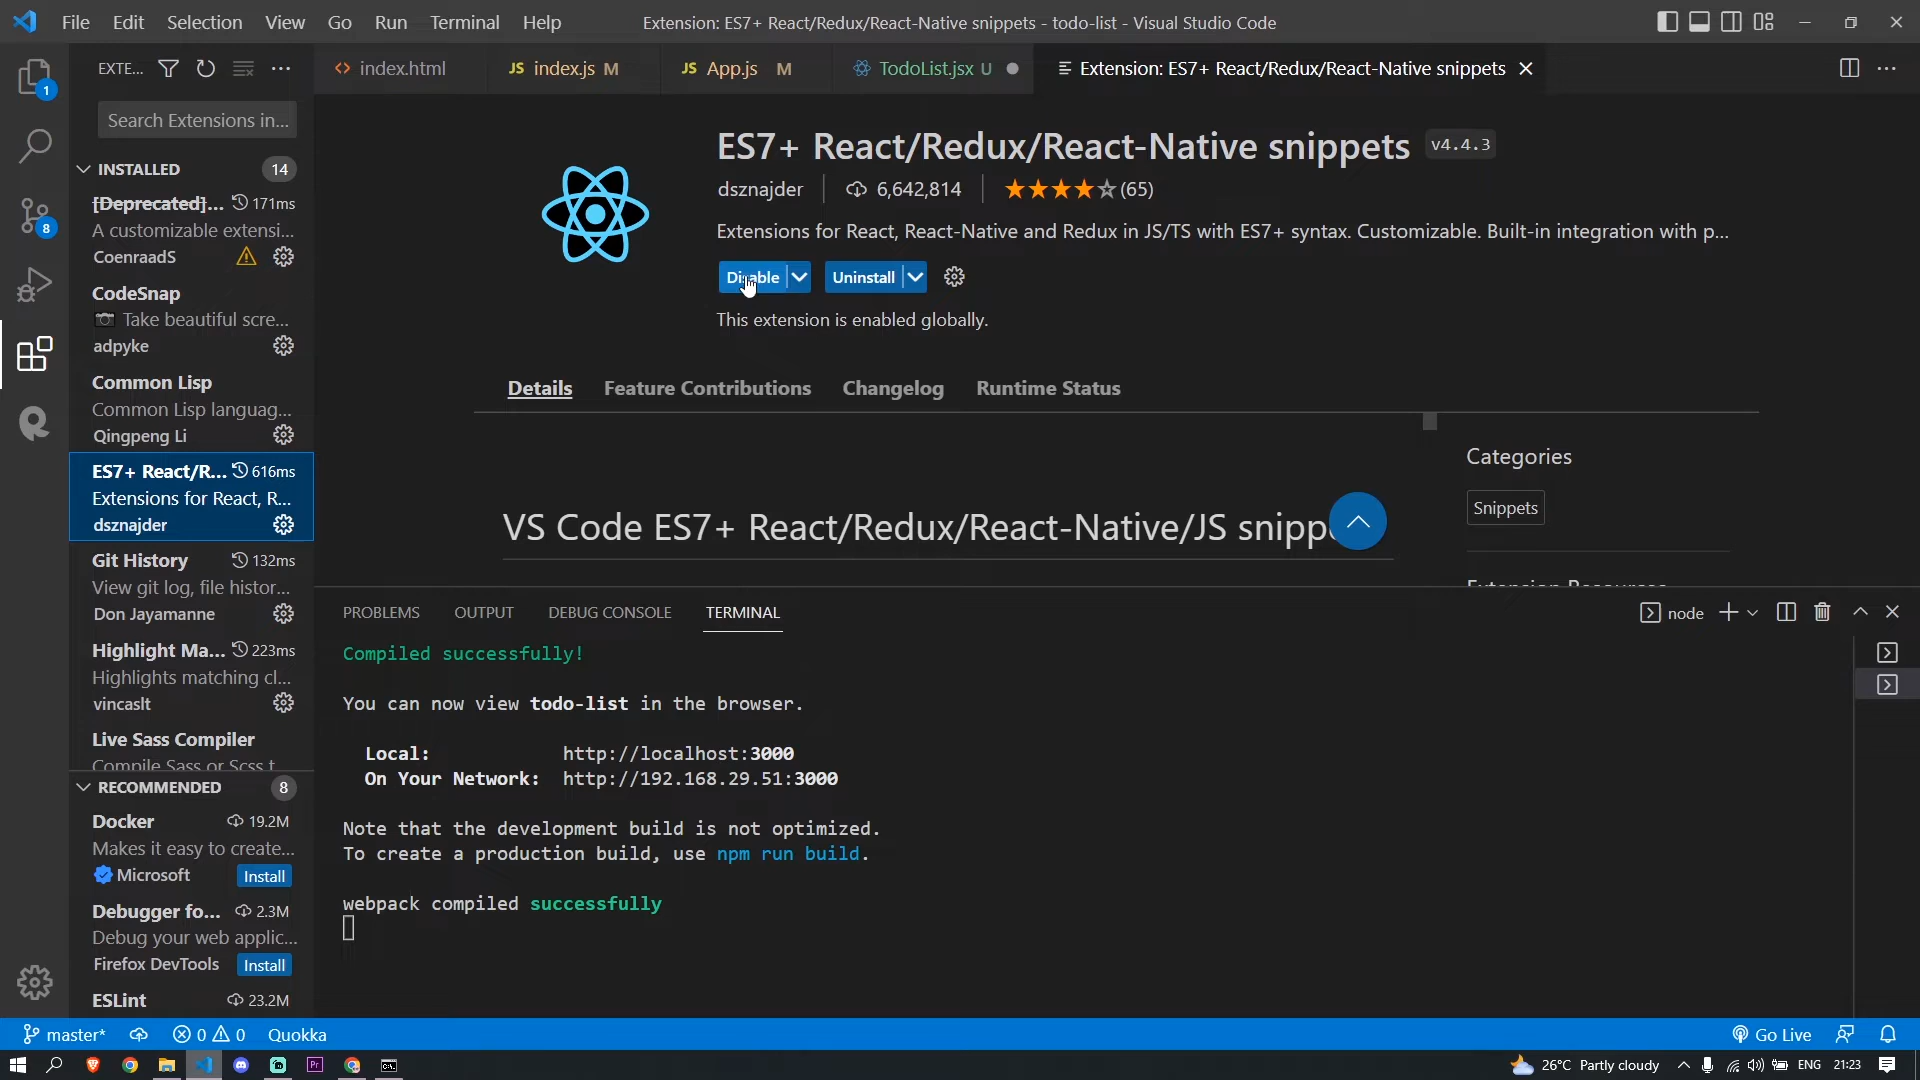 File Edit Selection View Go Run Terminal Help
Extension: ES7+ React/Redux/React-Native snippets - todo-list - Visual Studio Code
EXTE...
index.html
JS index.js M
JS App.js M
TodoList.jsx U
Extension: ES7+ React/Redux/React-Native snippets
1
8
Search Extensions in...
INSTALLED 14
[Deprecated]... 171ms
A customizable extensi...
CoenraadS
CodeSnap
Take beautiful scre...
adpyke
Common Lisp
Common Lisp languag...
Qingpeng Li
ES7+ React/R... 616ms
Extensions for React, R...
dsznajder
Git History 132ms
View git log, file histor...
Don Jayamanne
Highlight Ma... 223ms
Highlights matching cl...
vincaslt
Live Sass Compiler
Compile Sass or Scss t
RECOMMENDED 8
Docker 19.2M
Makes it easy to create...
Microsoft Install
Debugger fo... 2.3M
Debug your web applic...
Firefox DevTools Install
ESLint 23.2M
ES7+ React/Redux/React-Native snippets v4.4.3
dsznajder 6,642,814 (65)
Extensions for React, React-Native and Redux in JS/TS with ES7+ syntax. Customizable. Built-in integration with p...
Disable Uninstall
This extension is enabled globally.
Details Feature Contributions Changelog Runtime Status
VS Code ES7+ React/Redux/React-Native/JS snipp
Categories
Snippets
Extension Resources
PROBLEMS OUTPUT DEBUG CONSOLE TERMINAL
node
Compiled successfully!
You can now view todo-list in the browser.
Local: http://localhost:3000
On Your Network: http://192.168.29.51:3000
Note that the development build is not optimized.
To create a production build, use npm run build.
webpack compiled successfully
master* 0 0 Quokka
Go Live
Pr
26°C Partly cloudy
ENG 21:23